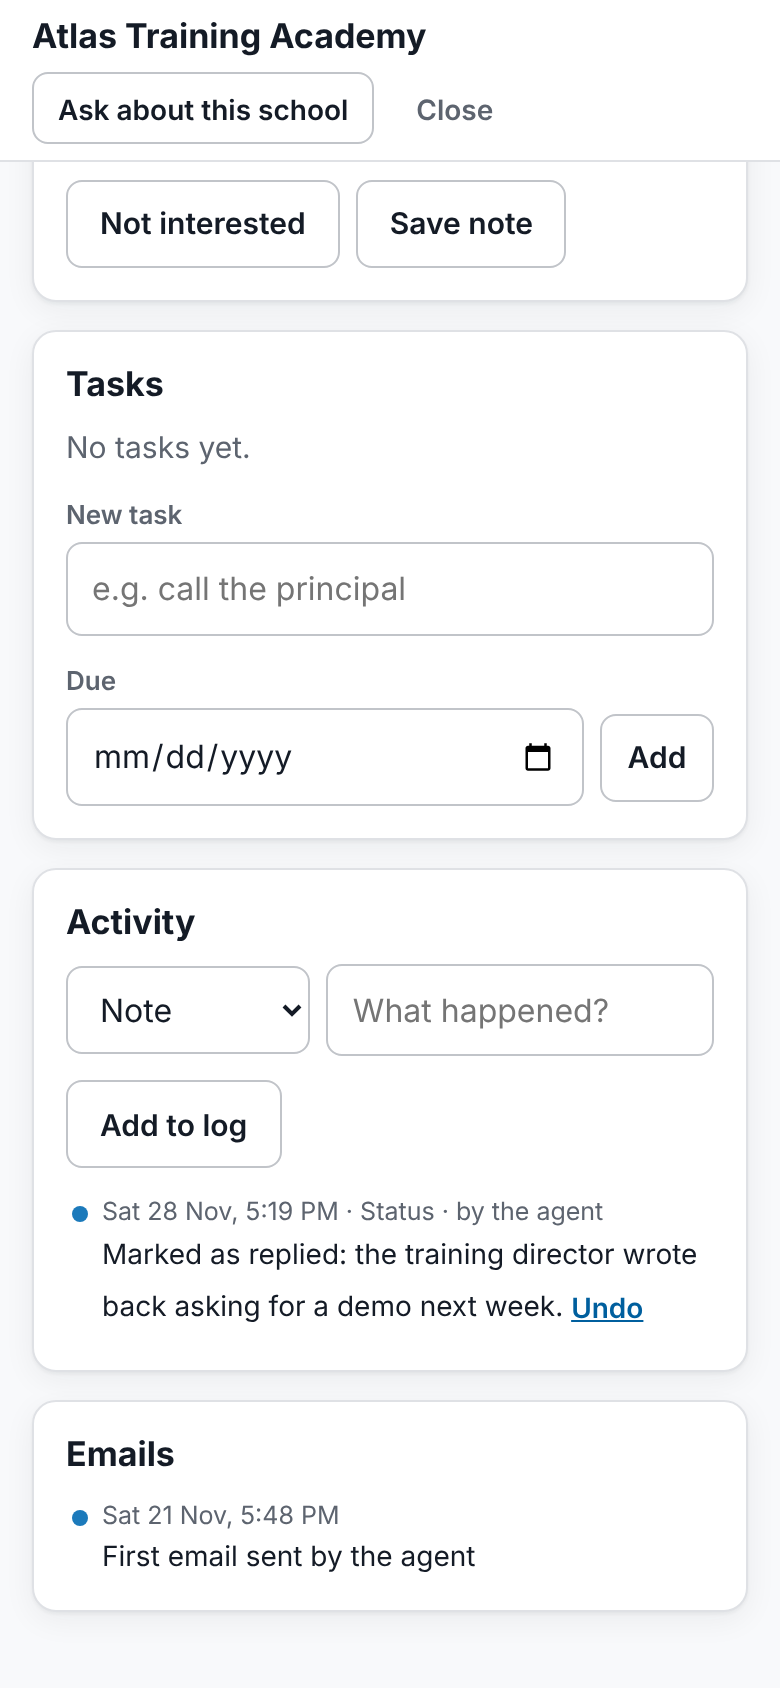 Atlas Training Academy
Ask about this school
Close
Not interested
Save note
Tasks
No tasks yet.
New task
e.g. call the principal
Due
mm/dd/yyyy
Add
Activity
Note
What happened?
Add to log
Sat 28 Nov, 5:19 PM · Status · by the agent
Marked as replied: the training director wrote
back asking for a demo next week. Undo
Emails
Sat 21 Nov, 5:48 PM
First email sent by the agent